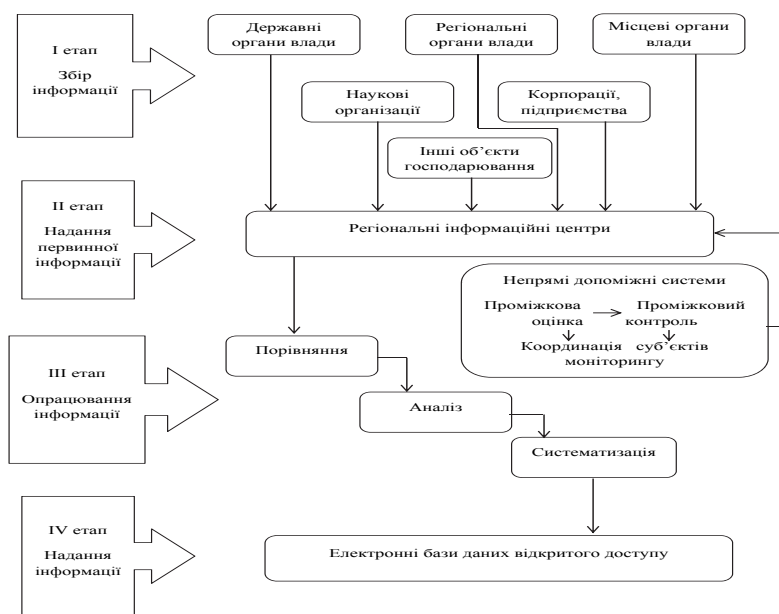 І етап
Збір
інформації
Державні
органи влади
Регіональні
органи влади
Місцеві органи
влади
Наукові
організації
Корпорації,
підприємства
Інші об’єкти
господарювання
ІІ етап
Надання
первинної
інформації
Регіональні інформаційні центри
Непрямі допоміжні системи
Проміжкова
оцінка
Проміжковий
контроль
Координація суб’єктів
моніторингу
ІІІ етап
Опрацювання
інформації
Порівняння
Аналіз
Систематизація
IV етап
Надання
інформації
Електронні бази даних відкритого доступу